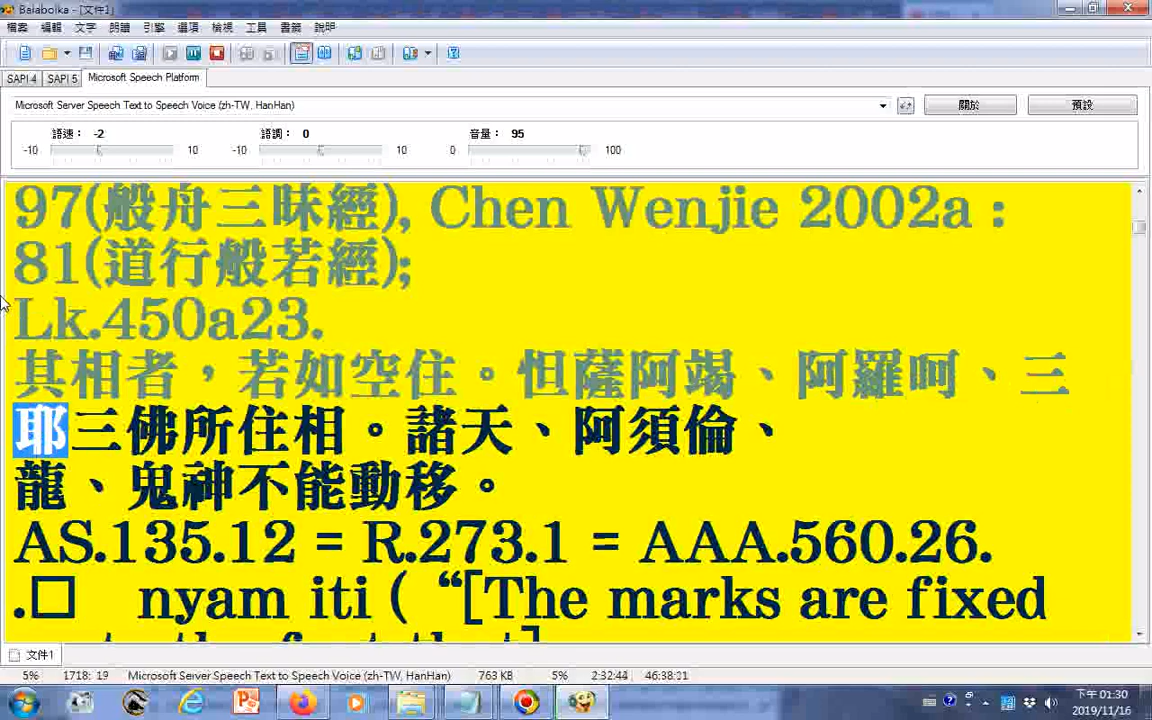 Balabolka - [文件1]
檔案 編輯 文字 朗讀 引擎 選項 檢視 工具 書籤 說明
SAPI 4 SAPI 5 Microsoft Speech Platform
Microsoft Server Speech Text to Speech Voice (zh-TW, HanHan) 關於 預設
語速： -2 語調： 0 音量： 95
-10 10 -10 10 0 100
97(般舟三昧經), Chen Wenjie 2002a :
81(道行般若經);
Lk.450a23.
其相者，若如空住。怛薩阿竭、阿羅呵、三
耶三佛所住相。諸天、阿須倫、
龍、鬼神不能動移。
AS.135.12 = R.273.1 = AAA.560.26.
.□ nyam iti (“[The marks are fixed
to the fact that]
文件1
5% 1718: 19 Microsoft Server Speech Text to Speech Voice (zh-TW, HanHan) 763 KB 5% 2:32:44 46:38:21
下午 01:30
2019/11/16